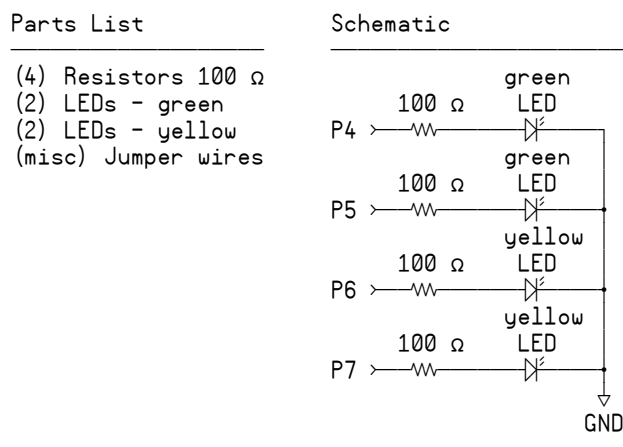 Parts List
(4) Resistors 100 Ω
(2) LEDs - green
(2) LEDs - yellow
(misc) Jumper wires
Schematic
green
100 Ω LED
P4
green
100 Ω LED
P5
yellow
100 Ω LED
P6
yellow
100 Ω LED
P7
GND